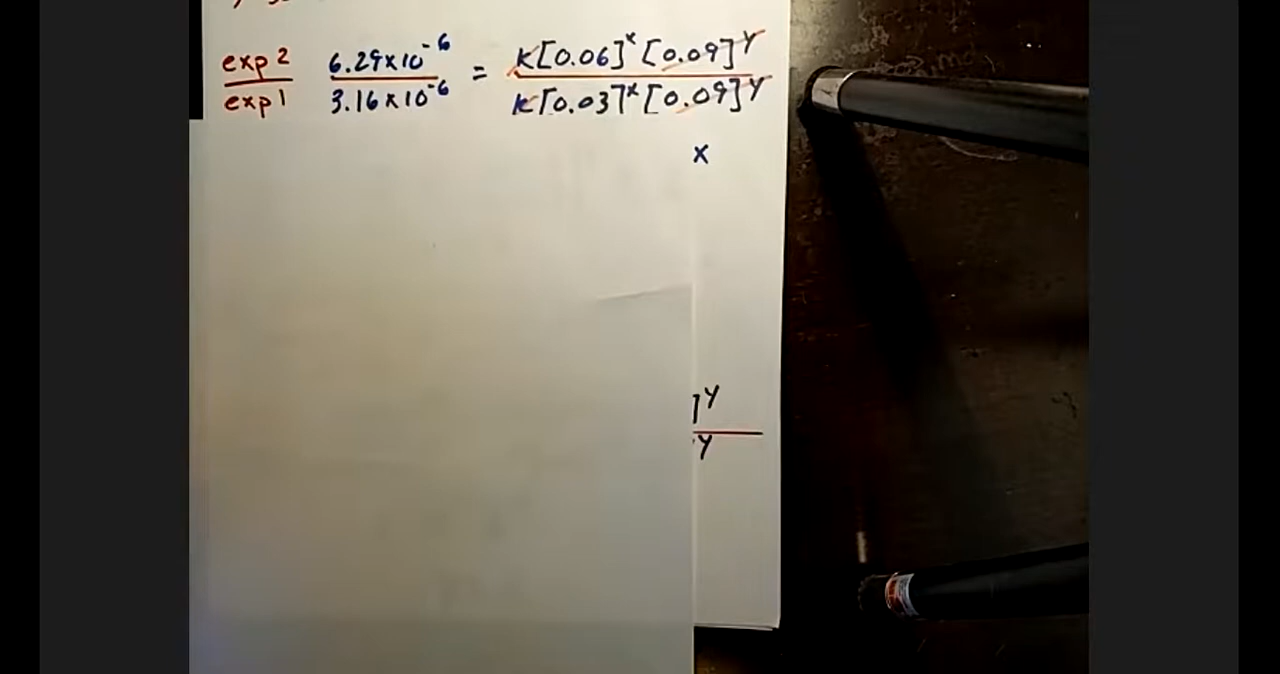 exp 2 6.29×10⁻⁶ = K[0.06]ˣ [0.09]ʸ
exp 1 3.16×10⁻⁶ K[0.03]ˣ [0.09]ʸ
x
]ʸ
y